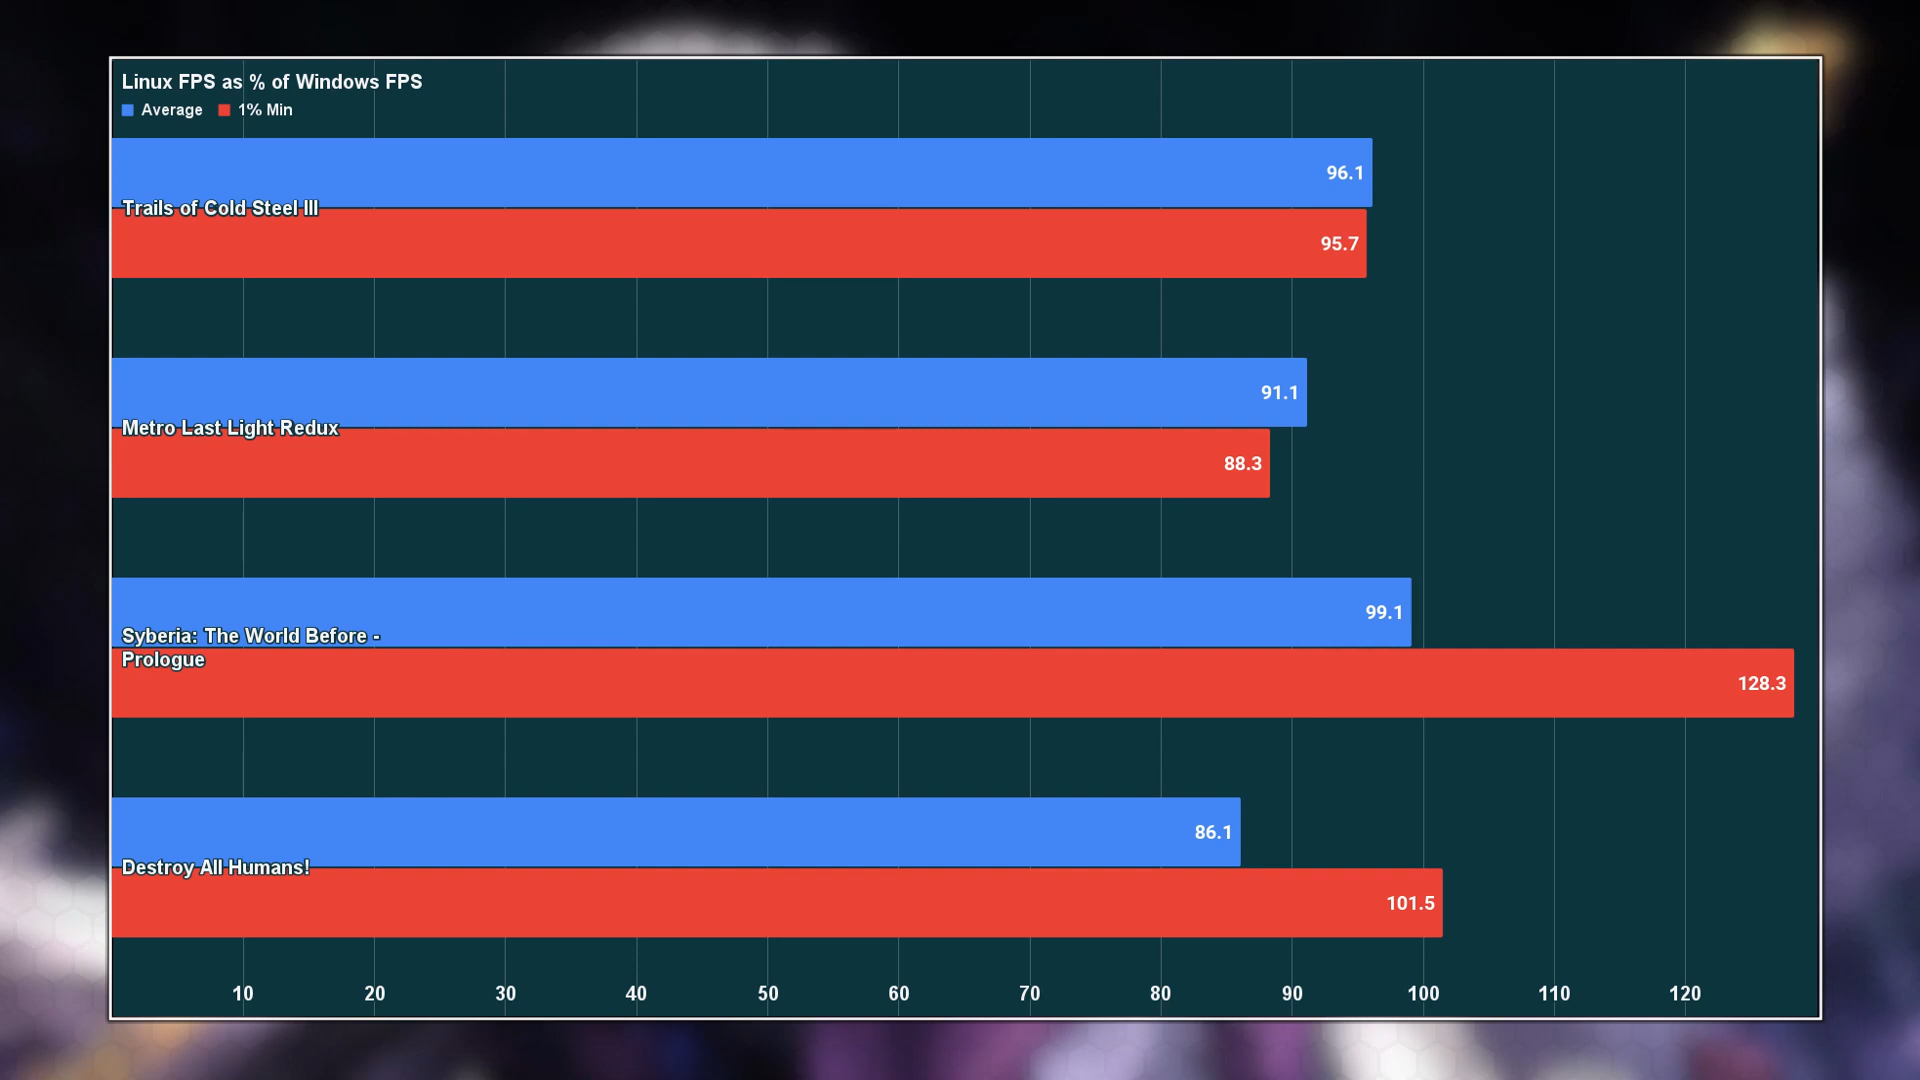 Linux FPS as % of Windows FPS
Average 1% Min
96.1
Trails of Cold Steel III
95.7
91.1
Metro Last Light Redux
88.3
99.1
Syberia: The World Before -
Prologue
128.3
86.1
Destroy All Humans!
101.5
10 20 30 40 50 60 70 80 90 100 110 120